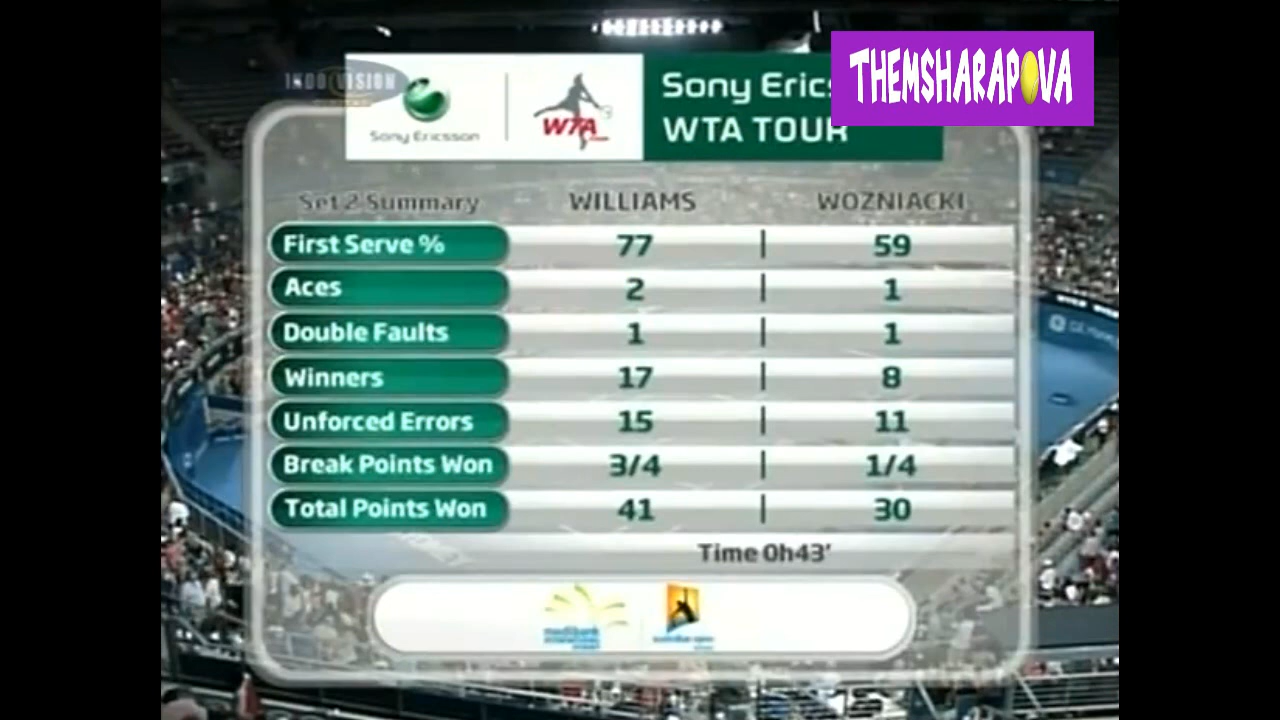 INDOVISION
Sony Ericsson
WTA
Sony Erics
WTA TOUR
THEMSHARAPOVA
Set 2 Summary WILLIAMS WOZNIACKI
First Serve % 77 | 59
Aces 2 | 1
Double Faults 1 | 1
Winners 17 | 8
Unforced Errors 15 | 11
Break Points Won 3/4 | 1/4
Total Points Won 41 | 30
Time 0h43'
medibank